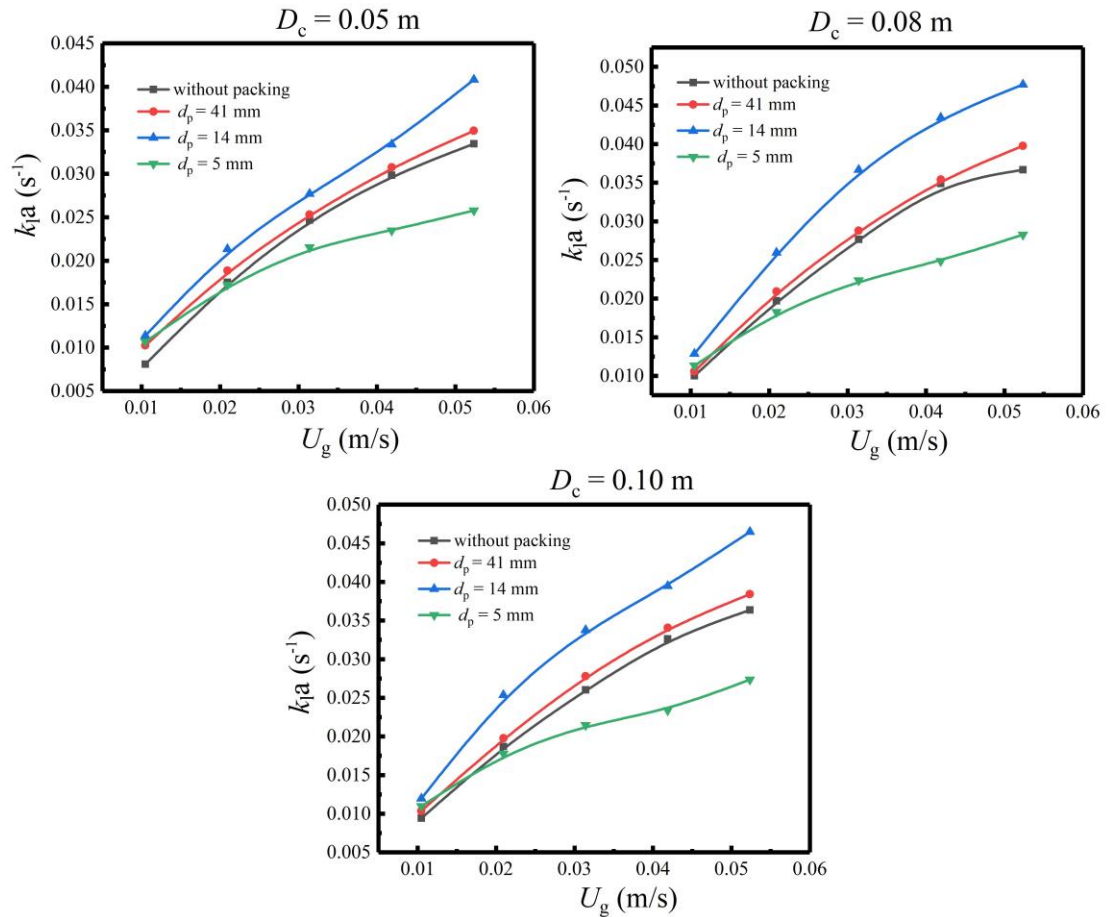 D_c = 0.05 m
0.045
0.040
0.035
0.030
0.025
0.020
0.015
0.010
0.005
k_la (s^-1)
without packing
d_p = 41 mm
d_p = 14 mm
d_p = 5 mm
0.01 0.02 0.03 0.04 0.05 0.06
U_g (m/s)
D_c = 0.08 m
0.050
0.045
0.040
0.035
0.030
0.025
0.020
0.015
0.010
k_la (s^-1)
without packing
d_p = 41 mm
d_p = 14 mm
d_p = 5 mm
0.01 0.02 0.03 0.04 0.05 0.06
U_g (m/s)
D_c = 0.10 m
0.050
0.045
0.040
0.035
0.030
0.025
0.020
0.015
0.010
0.005
k_la (s^-1)
without packing
d_p = 41 mm
d_p = 14 mm
d_p = 5 mm
0.01 0.02 0.03 0.04 0.05 0.06
U_g (m/s)